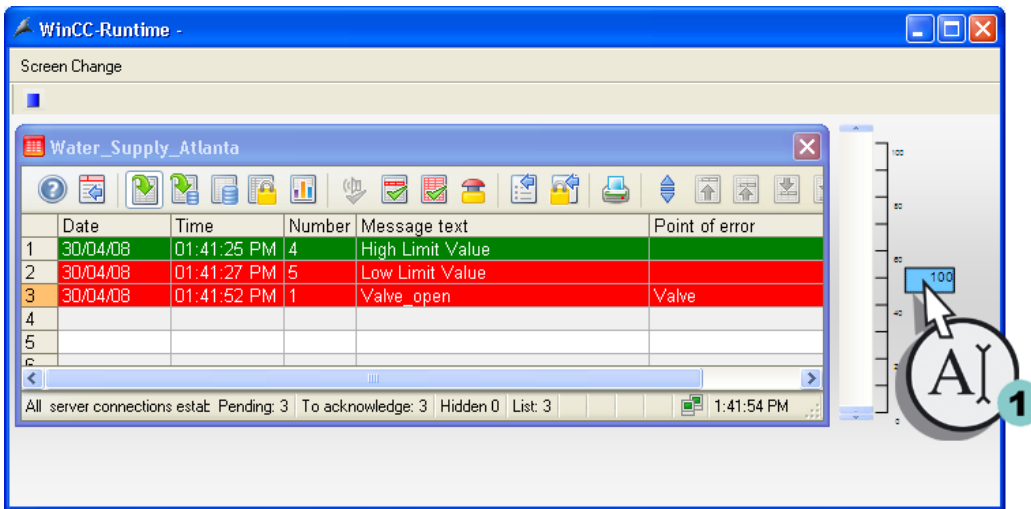 WinCC-Runtime -
Screen Change
Water_Supply_Atlanta
Date Time Number Message text Point of error
1 30/04/08 01:41:25 PM 4 High Limit Value
2 30/04/08 01:41:27 PM 5 Low Limit Value
3 30/04/08 01:41:52 PM 1 Valve_open Valve
4
5
All server connections estab Pending: 3 To acknowledge: 3 Hidden 0 List: 3 1:41:54 PM
100
80
60
100
40
0
A
1